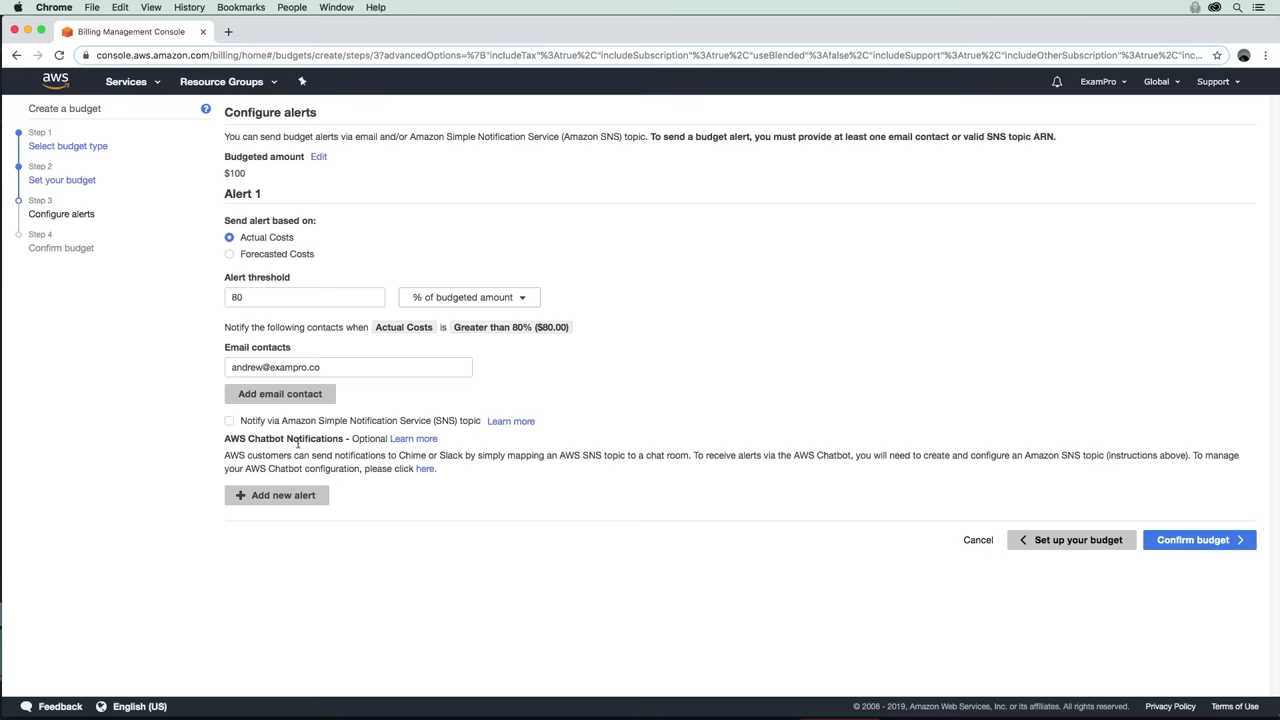 Chrome File Edit View History Bookmarks People Window Help
Billing Management Console
console.aws.amazon.com/billing/home#/budgets/create/steps/3?advancedOptions=%7B"includeTax"%3Atrue%2C"includeSubscription"%3Atrue%2C"useBlended"%3Afalse%2C"includeSupport"%3Atrue%2C"includeOtherSubscription"%3Atrue%2C"inc...
aws Services Resource Groups ExamPro Global Support
Create a budget
Step 1
Select budget type
Step 2
Set your budget
Step 3
Configure alerts
Step 4
Confirm budget
Configure alerts
You can send budget alerts via email and/or Amazon Simple Notification Service (Amazon SNS) topic. To send a budget alert, you must provide at least one email contact or valid SNS topic ARN.
Budgeted amount Edit
$100
Alert 1
Send alert based on:
Actual Costs
Forecasted Costs
Alert threshold
80 % of budgeted amount
Notify the following contacts when Actual Costs is Greater than 80% ($80.00)
Email contacts
andrew@exampro.co
Add email contact
Notify via Amazon Simple Notification Service (SNS) topic Learn more
AWS Chatbot Notifications - Optional Learn more
AWS customers can send notifications to Chime or Slack by simply mapping an AWS SNS topic to a chat room. To receive alerts via the AWS Chatbot, you will need to create and configure an Amazon SNS topic (instructions above). To manage
your AWS Chatbot configuration, please click here.
+ Add new alert
Cancel Set up your budget Confirm budget
Feedback English (US) © 2008 - 2019, Amazon Web Services, Inc. or its affiliates. All rights reserved. Privacy Policy Terms of Use